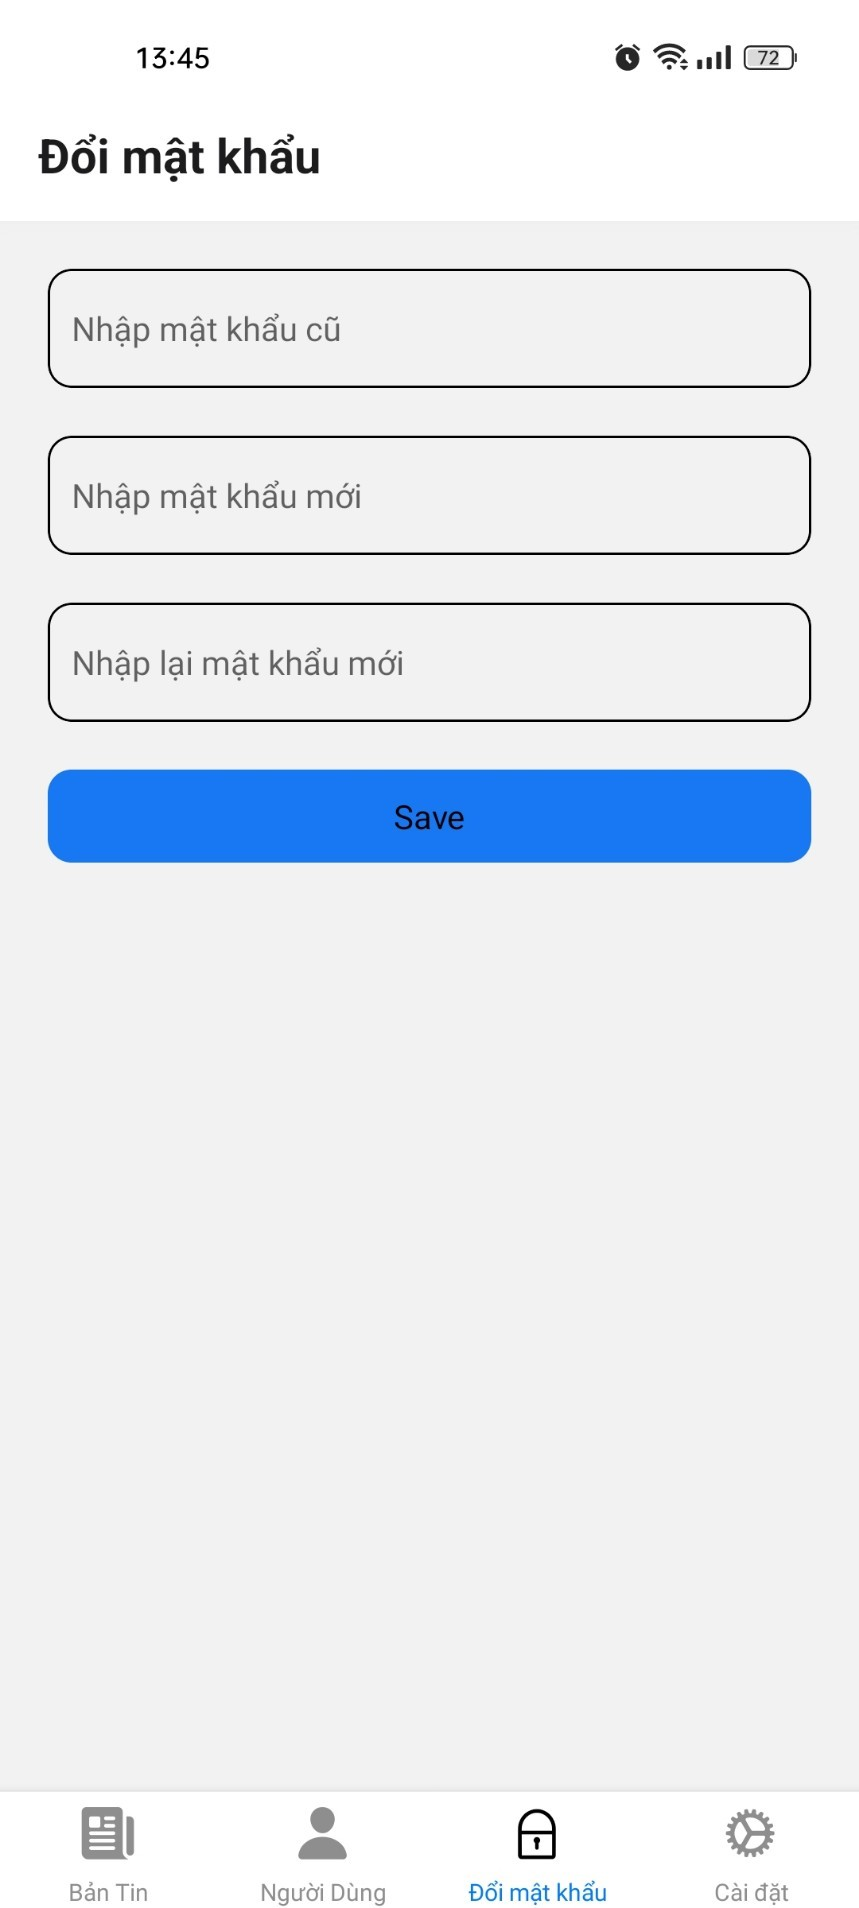 13:45
72
Đổi mật khẩu
Nhập mật khẩu cũ
Nhập mật khẩu mới
Nhập lại mật khẩu mới
Save
Bản Tin
Người Dùng
Đổi mật khẩu
Cài đặt